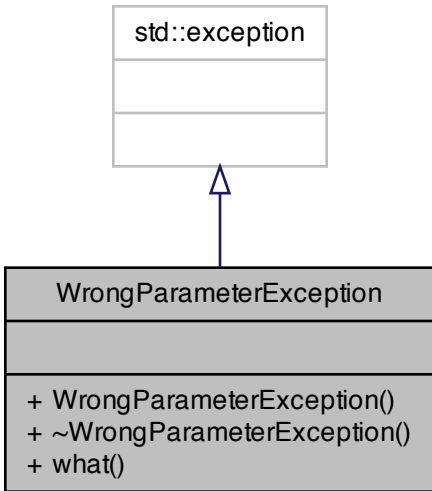 std::exception
WrongParameterException
+ WrongParameterException()
+ ~WrongParameterException()
+ what()